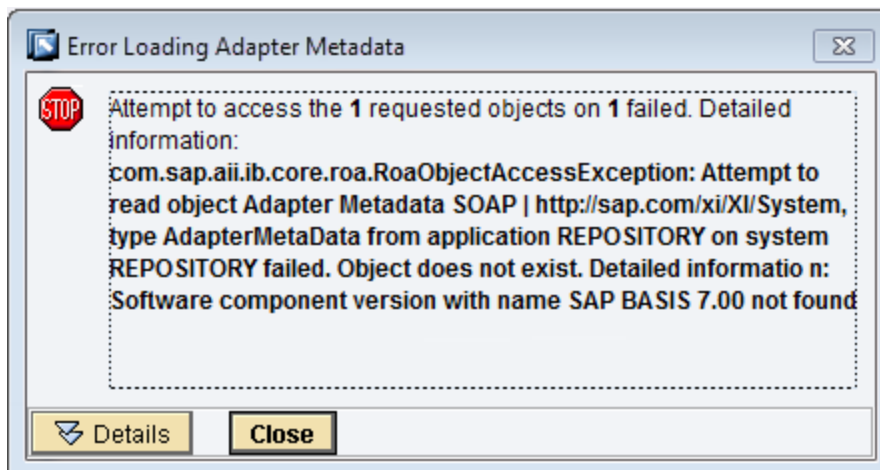 Error Loading Adapter Metadata
STOP
Attempt to access the 1 requested objects on 1 failed. Detailed
information:
com.sap.aii.ib.core.roa.RoaObjectAccessException: Attempt to
read object Adapter Metadata SOAP | http://sap.com/xi/XI/System,
type AdapterMetaData from application REPOSITORY on system
REPOSITORY failed. Object does not exist. Detailed informatio n:
Software component version with name SAP BASIS 7.00 not found
Details
Close